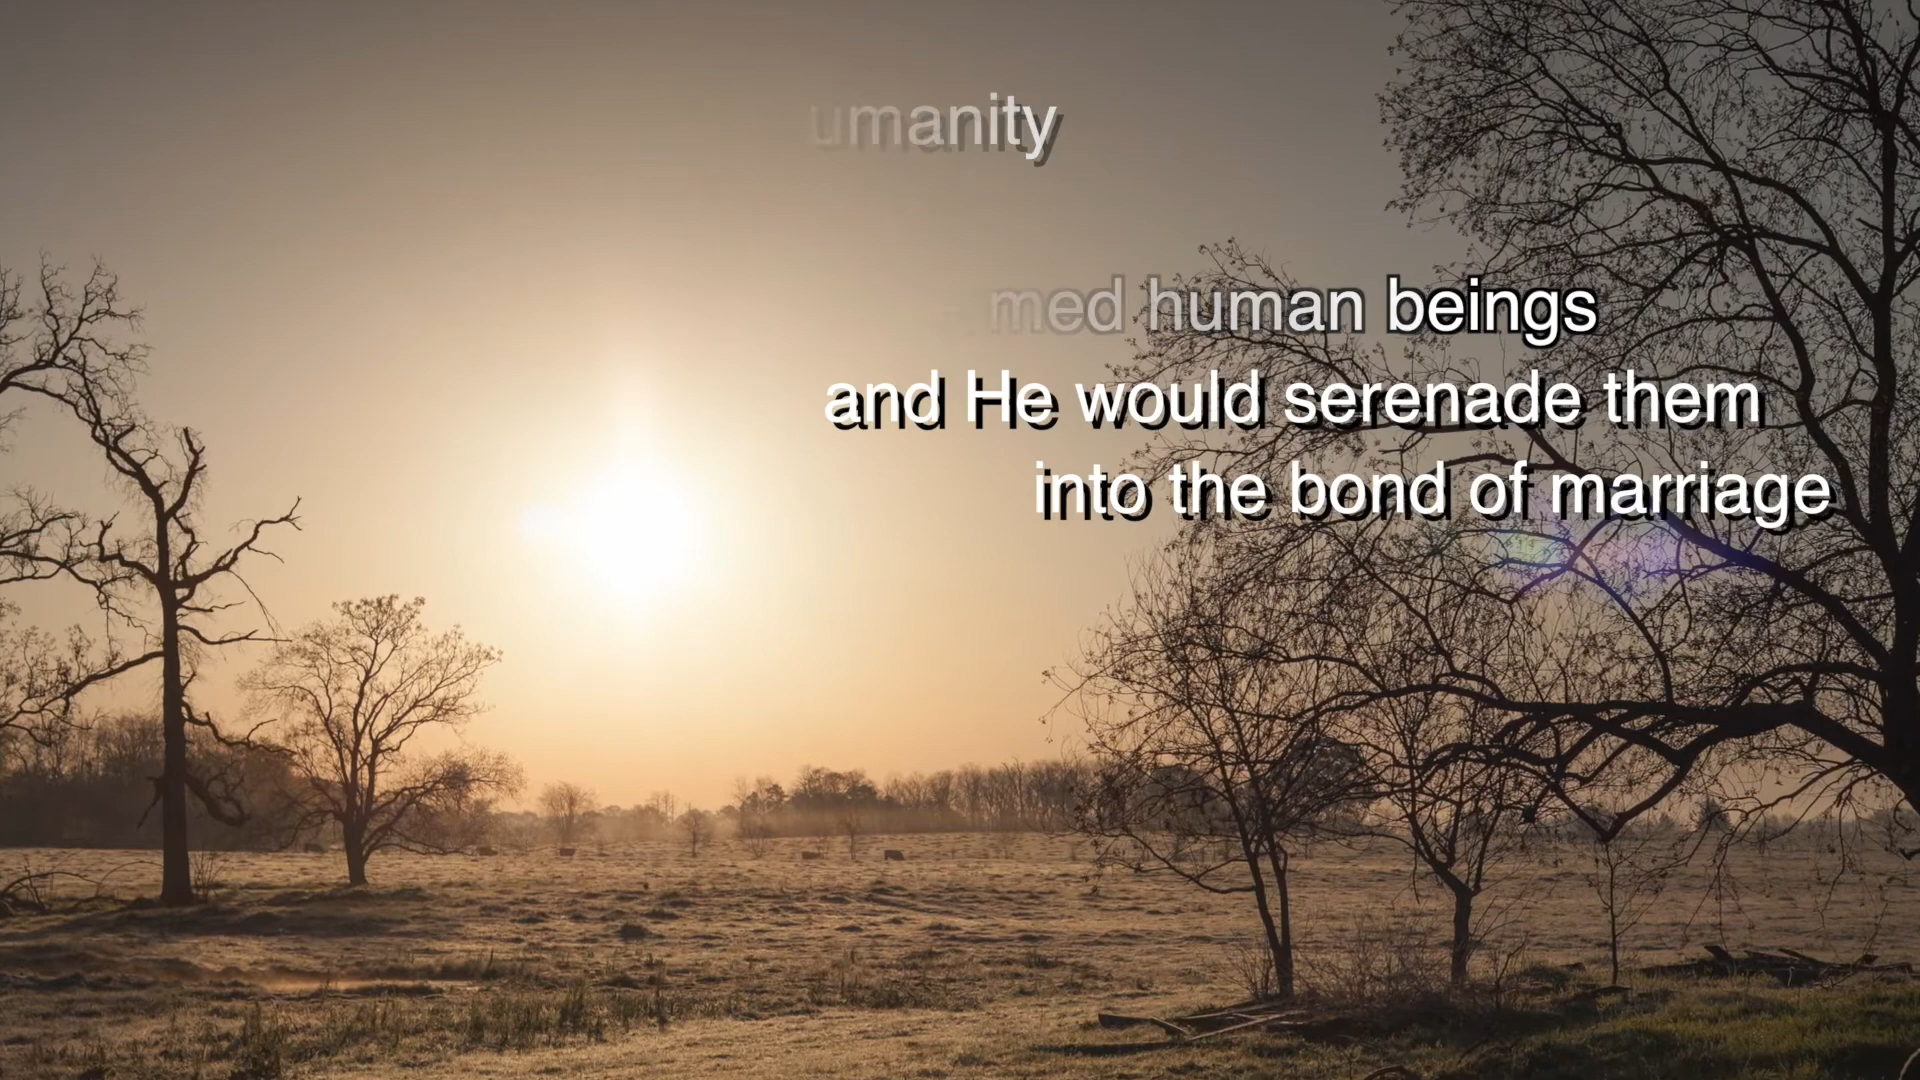 umanity
med human beings
and He would serenade them
into the bond of marriage